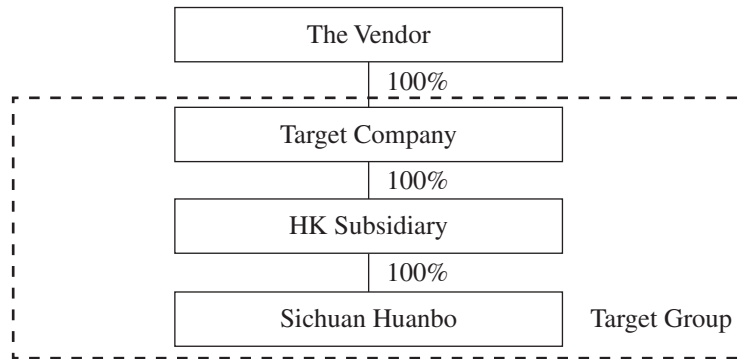 The Vendor
100%
Target Company
100%
HK Subsidiary
100%
Sichuan Huanbo
Target Group